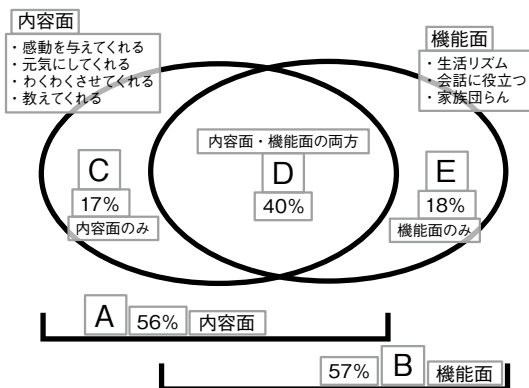 内容面
・感動を与えてくれる
・元気にしてくれる
・わくわくさせてくれる
・教えてくれる
機能面
・生活リズム
・会話に役立つ
・家族団らん
内容面・機能面の両方
C
17%
内容面のみ
D
40%
E
18%
機能面のみ
A 56% 内容面
57% B 機能面